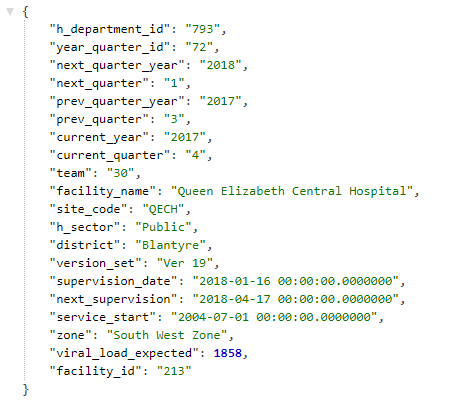 {
"h_department_id": "793",
"year_quarter_id": "72",
"next_quarter_year": "2018",
"next_quarter": "1",
"prev_quarter_year": "2017",
"prev_quarter": "3",
"current_year": "2017",
"current_quarter": "4",
"team": "30",
"facility_name": "Queen Elizabeth Central Hospital",
"site_code": "QECH",
"h_sector": "Public",
"district": "Blantyre",
"version_set": "Ver 19",
"supervision_date": "2018-01-16 00:00:00.0000000",
"next_supervision": "2018-04-17 00:00:00.0000000",
"service_start": "2004-07-01 00:00:00.0000000",
"zone": "South West Zone",
"viral_load_expected": 1858,
"facility_id": "213"
}